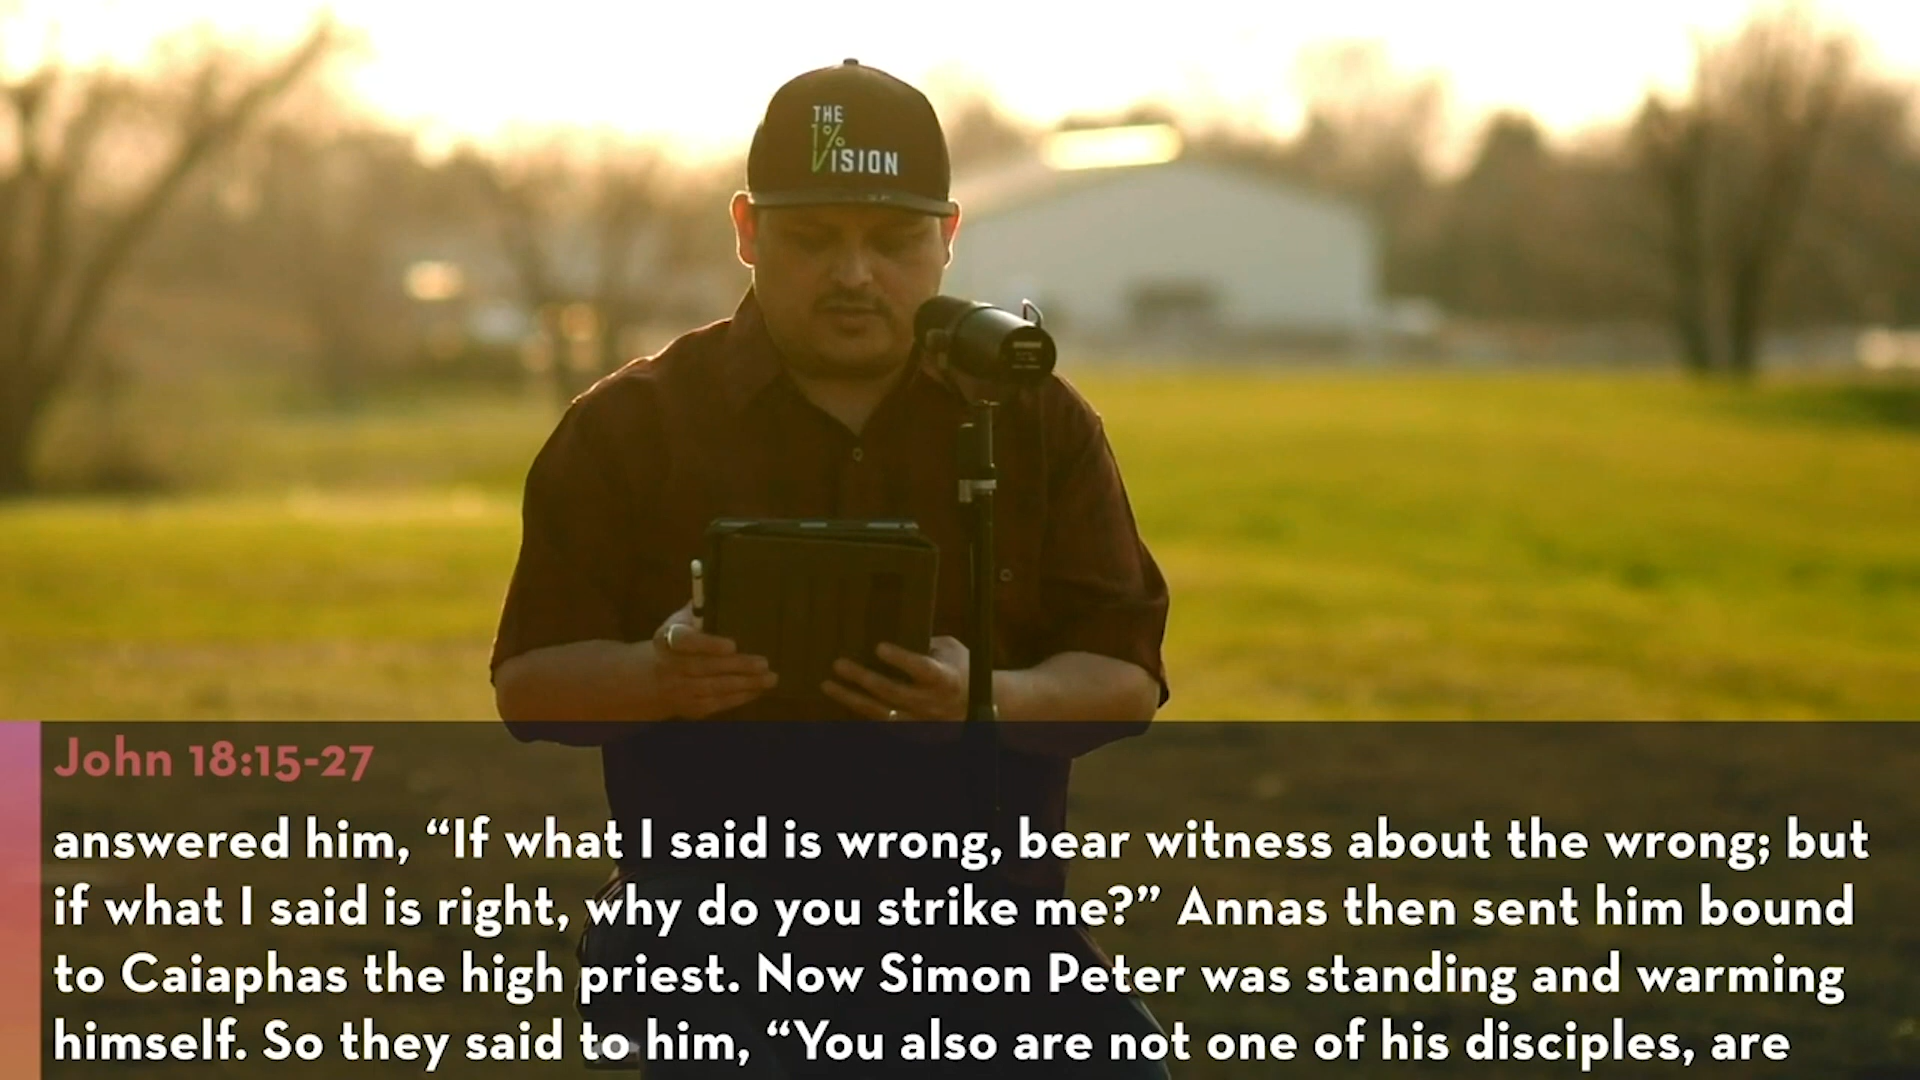 THE
1%
VISION
John 18:15-27
answered him, “If what I said is wrong, bear witness about the wrong; but
if what I said is right, why do you strike me?” Annas then sent him bound
to Caiaphas the high priest. Now Simon Peter was standing and warming
himself. So they said to him, “You also are not one of his disciples, are